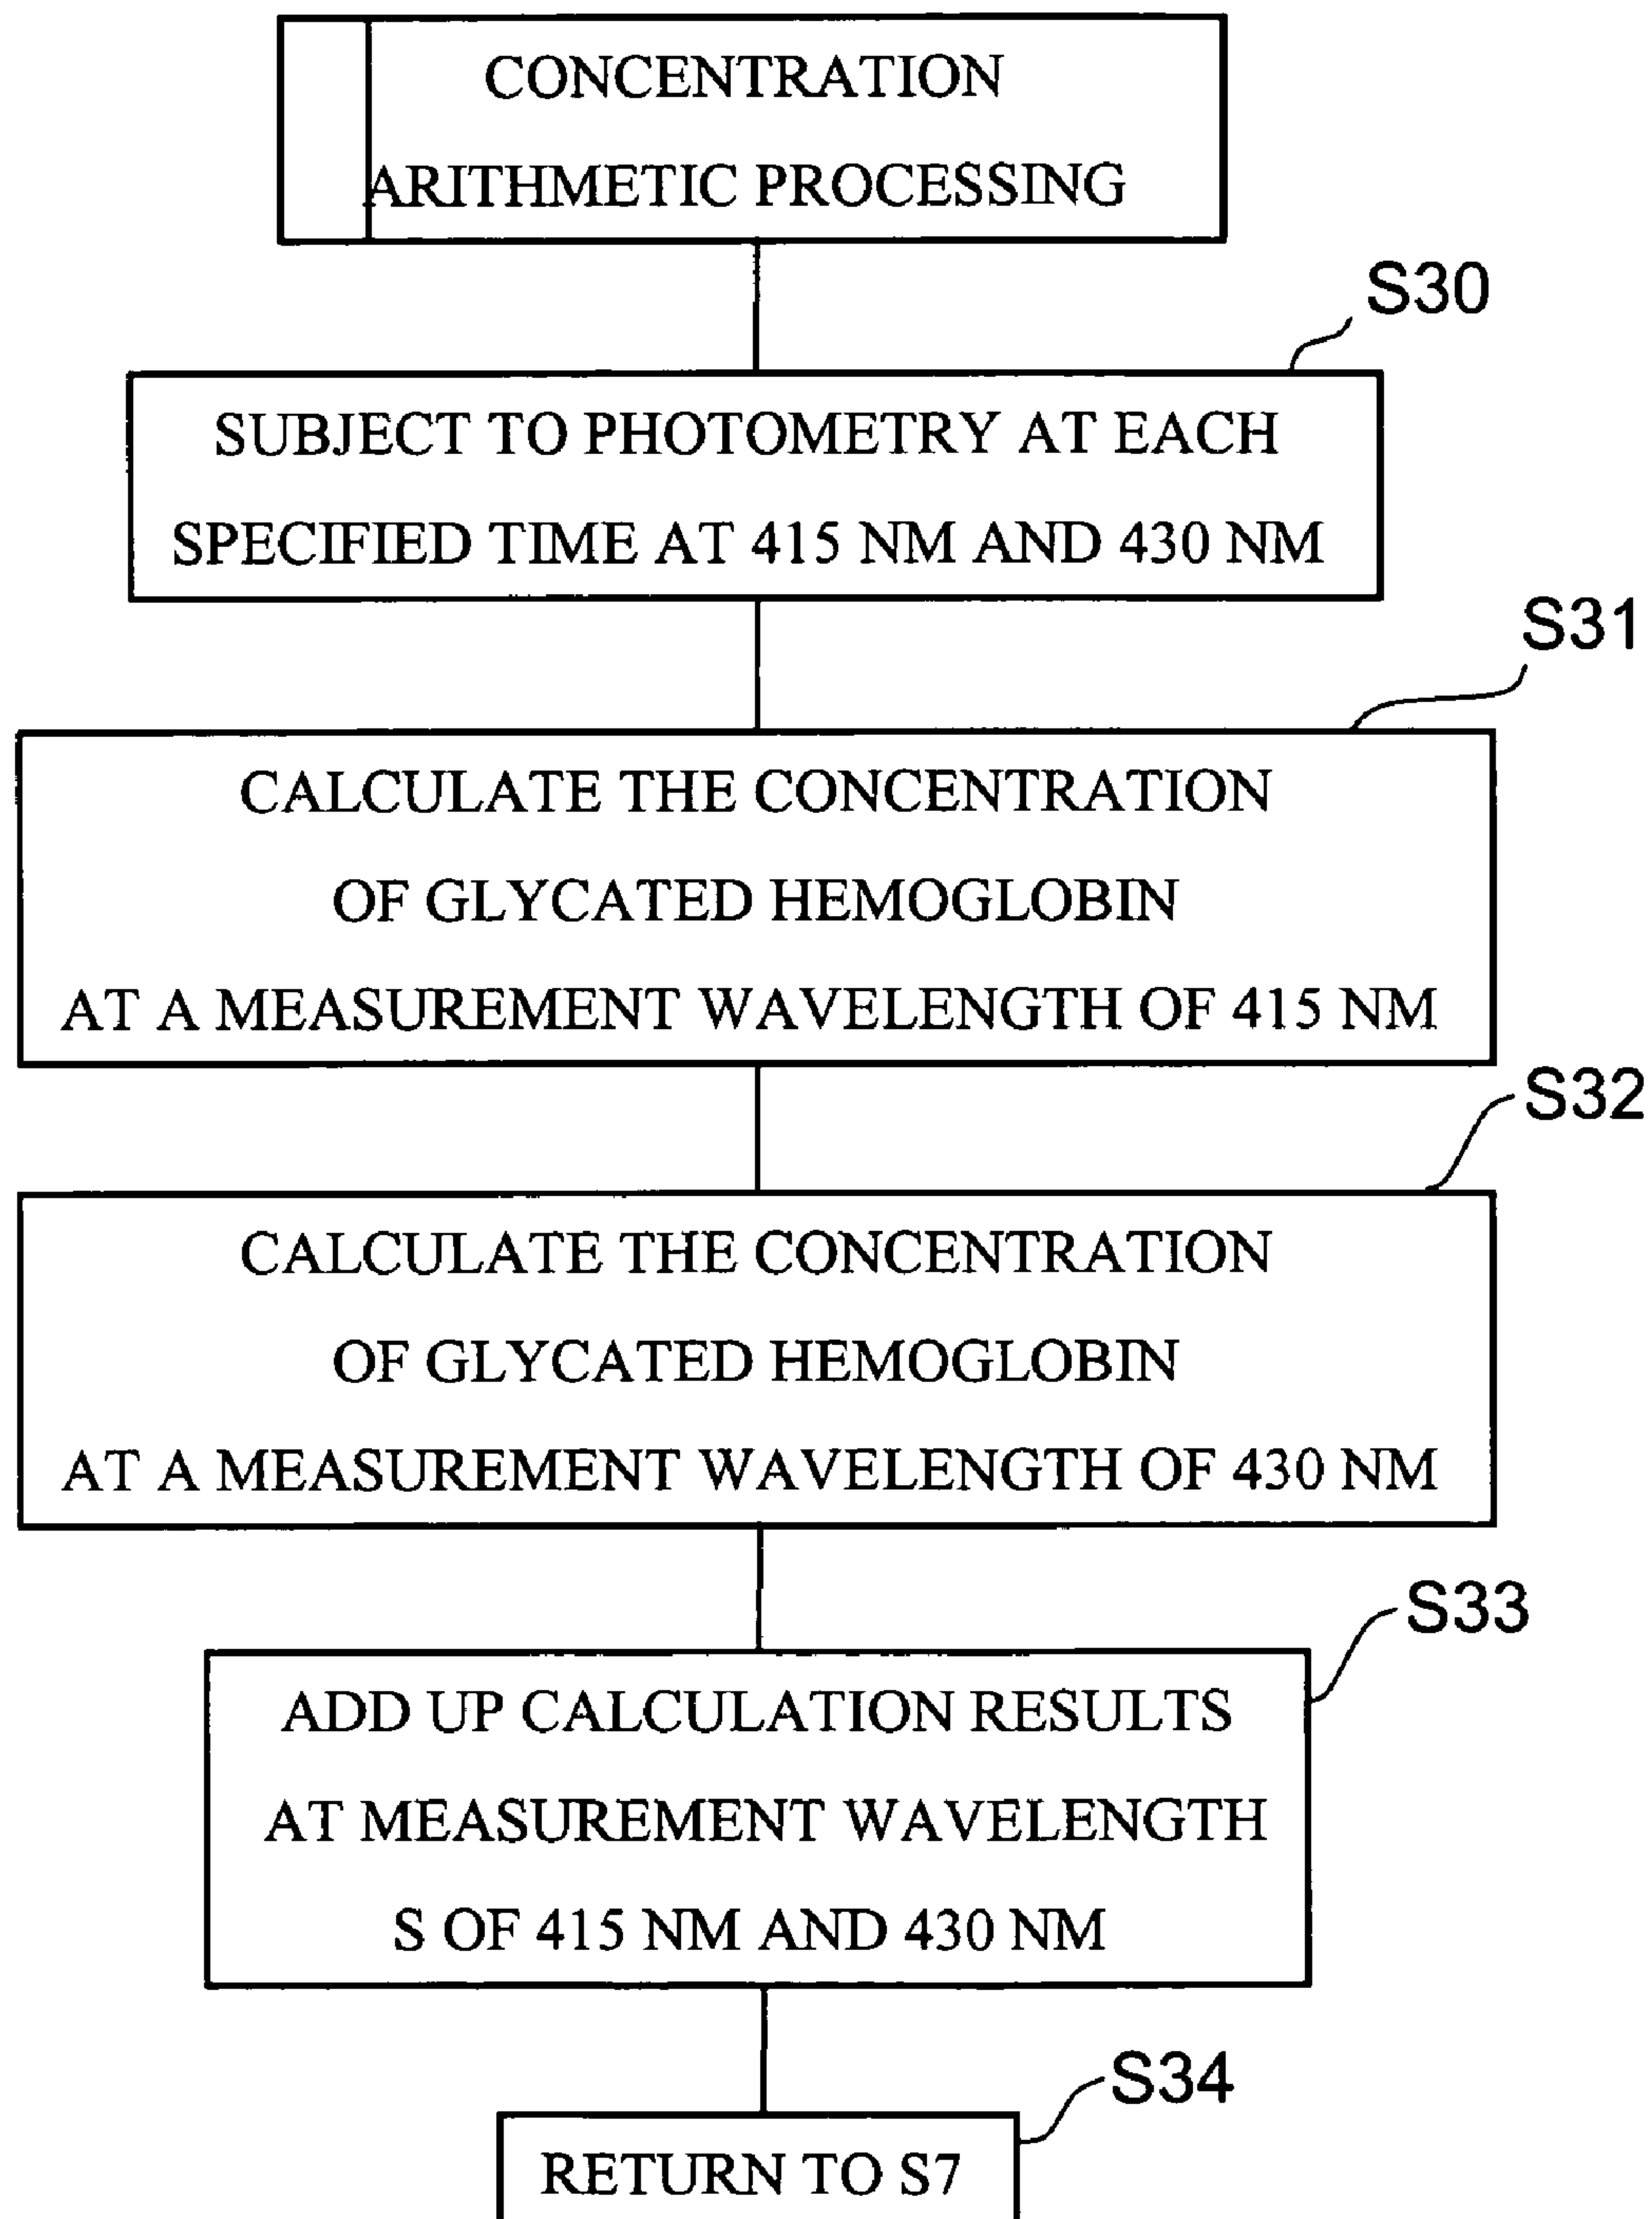 CONCENTRATION
ARITHMETIC PROCESSING
S30
SUBJECT TO PHOTOMETRY AT EACH
SPECIFIED TIME AT 415 NM AND 430 NM
S31
CALCULATE THE CONCENTRATION
OF GLYCATED HEMOGLOBIN
AT A MEASUREMENT WAVELENGTH OF 415 NM
S32
CALCULATE THE CONCENTRATION
OF GLYCATED HEMOGLOBIN
AT A MEASUREMENT WAVELENGTH OF 430 NM
S33
ADD UP CALCULATION RESULTS
AT MEASUREMENT WAVELENGTH
S OF 415 NM AND 430 NM
S34
RETURN TO S7